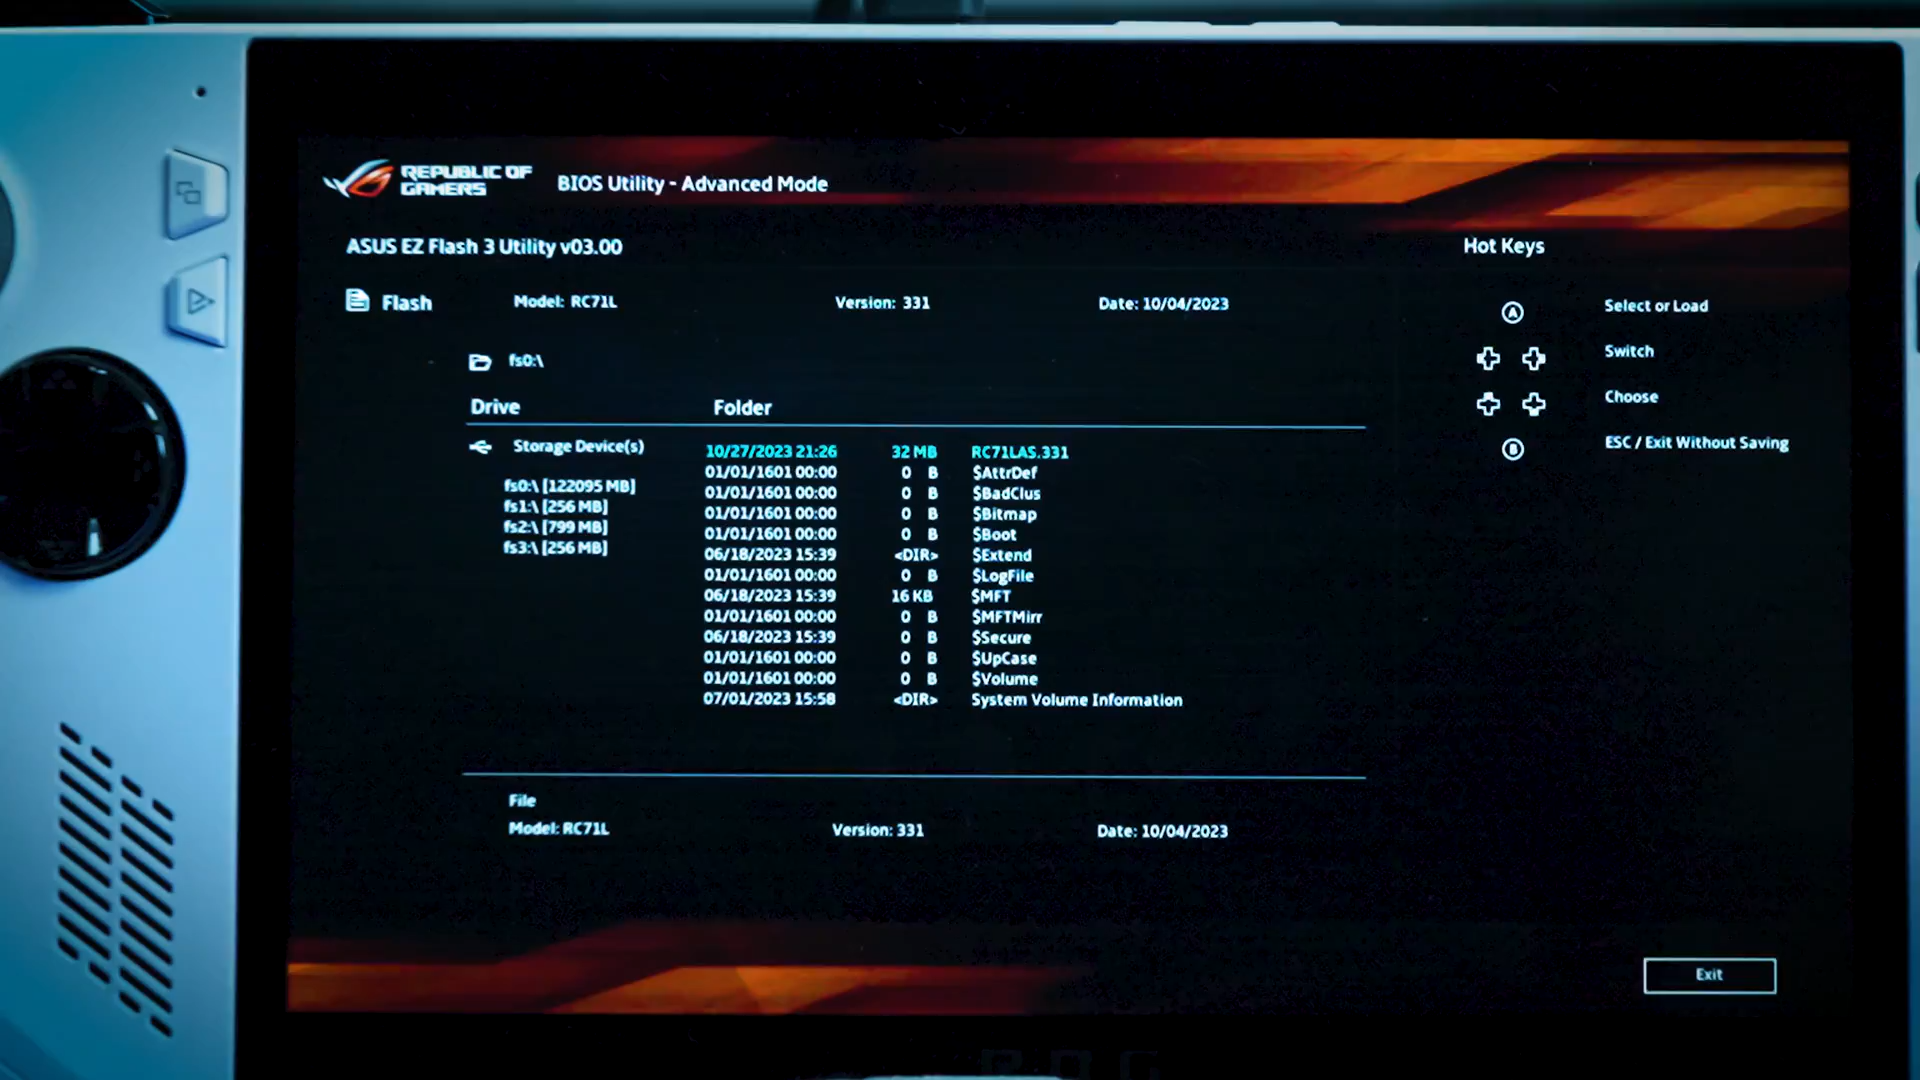 REPUBLIC OF
GAMERS
BIOS Utility - Advanced Mode
ASUS EZ Flash 3 Utility v03.00
Flash Model: RC71L Version: 331 Date: 10/04/2023
fs0:\
Drive Folder
Storage Device(s)
fs0:\ [122095 MB]
fs1:\ [256 MB]
fs2:\ [799 MB]
fs3:\ [256 MB]
10/27/2023 21:26 32 MB RC71LAS.331
01/01/1601 00:00 0 B $AttrDef
01/01/1601 00:00 0 B $BadClus
01/01/1601 00:00 0 B $Bitmap
01/01/1601 00:00 0 B $Boot
06/18/2023 15:39 <DIR> $Extend
01/01/1601 00:00 0 B $LogFile
06/18/2023 15:39 16 KB $MFT
01/01/1601 00:00 0 B $MFTMirr
06/18/2023 15:39 0 B $Secure
01/01/1601 00:00 0 B $UpCase
01/01/1601 00:00 0 B $Volume
07/01/2023 15:58 <DIR> System Volume Information
File
Model: RC71L Version: 331 Date: 10/04/2023
Hot Keys
A Select or Load
Switch
Choose
B ESC / Exit Without Saving
Exit